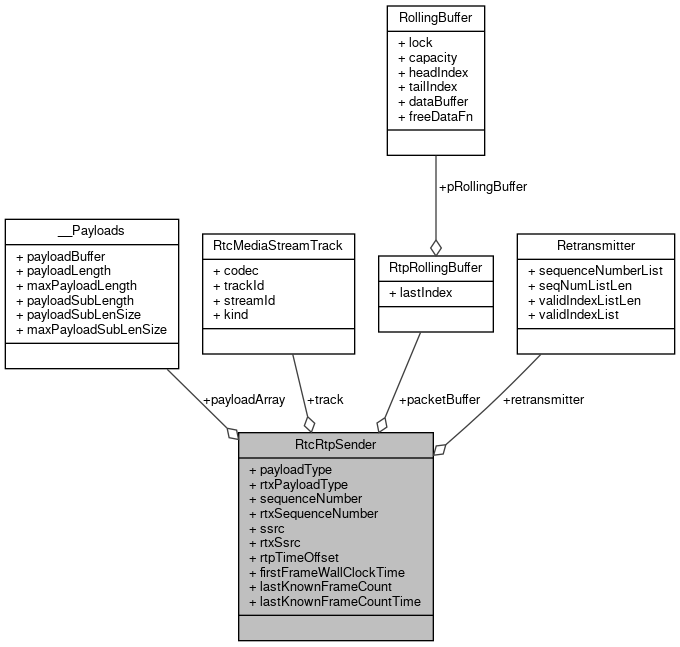 RollingBuffer
+ lock
+ capacity
+ headIndex
+ tailIndex
+ dataBuffer
+ freeDataFn
+pRollingBuffer
__Payloads
+ payloadBuffer
+ payloadLength
+ maxPayloadLength
+ payloadSubLength
+ payloadSubLenSize
+ maxPayloadSubLenSize
RtcMediaStreamTrack
+ codec
+ trackId
+ streamId
+ kind
RtpRollingBuffer
+ lastIndex
Retransmitter
+ sequenceNumberList
+ seqNumListLen
+ validIndexListLen
+ validIndexList
+payloadArray
+track
+packetBuffer
+retransmitter
RtcRtpSender
+ payloadType
+ rtxPayloadType
+ sequenceNumber
+ rtxSequenceNumber
+ ssrc
+ rtxSsrc
+ rtpTimeOffset
+ firstFrameWallClockTime
+ lastKnownFrameCount
+ lastKnownFrameCountTime